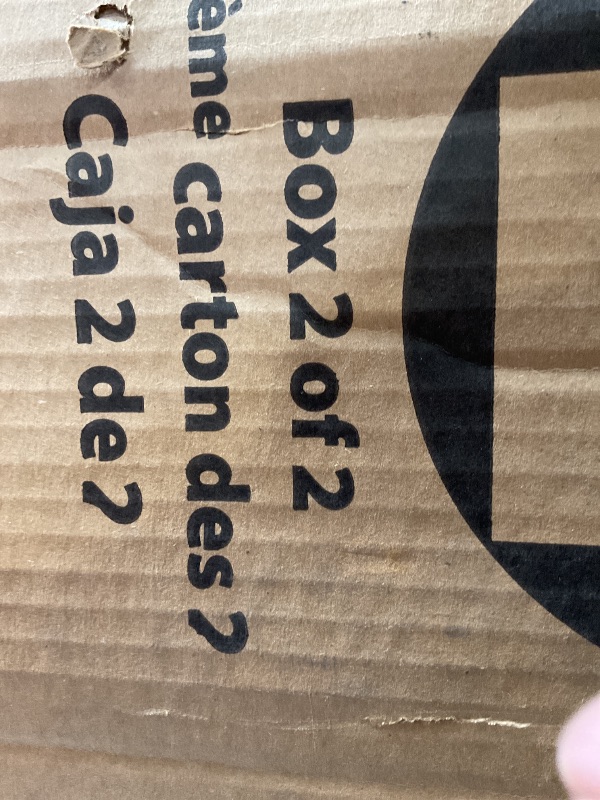 Box 2 of 2
ème carton des 2
Caja 2 de 2